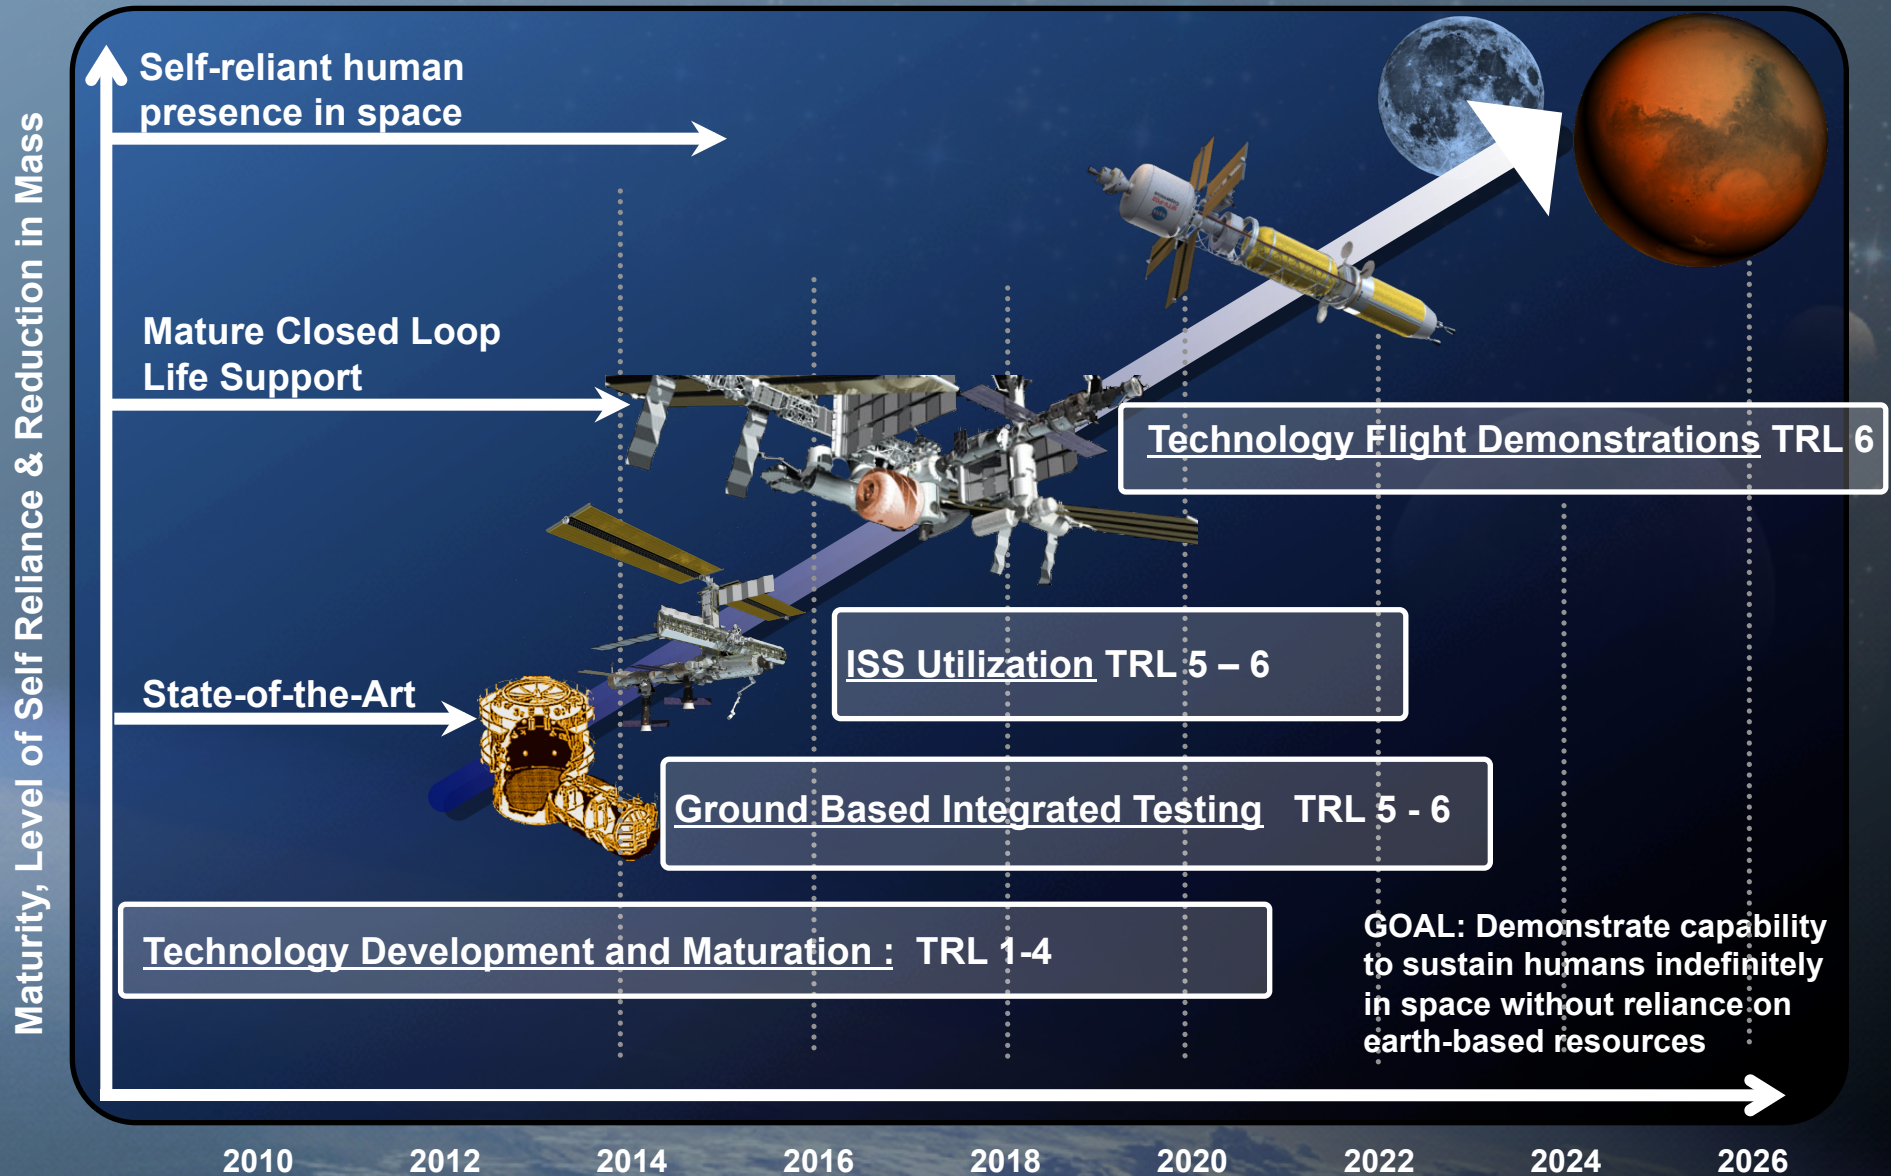 Maturity, Level of Self Reliance & Reduction in Mass
Self-reliant human
presence in space
Mature Closed Loop
Life Support
Technology Flight Demonstrations TRL 6
ISS Utilization TRL 5 – 6
State-of-the-Art
Ground Based Integrated Testing TRL 5 - 6
Technology Development and Maturation : TRL 1-4
GOAL: Demonstrate capability
to sustain humans indefinitely
in space without reliance on
earth-based resources
2010 2012 2014 2016 2018 2020 2022 2024 2026